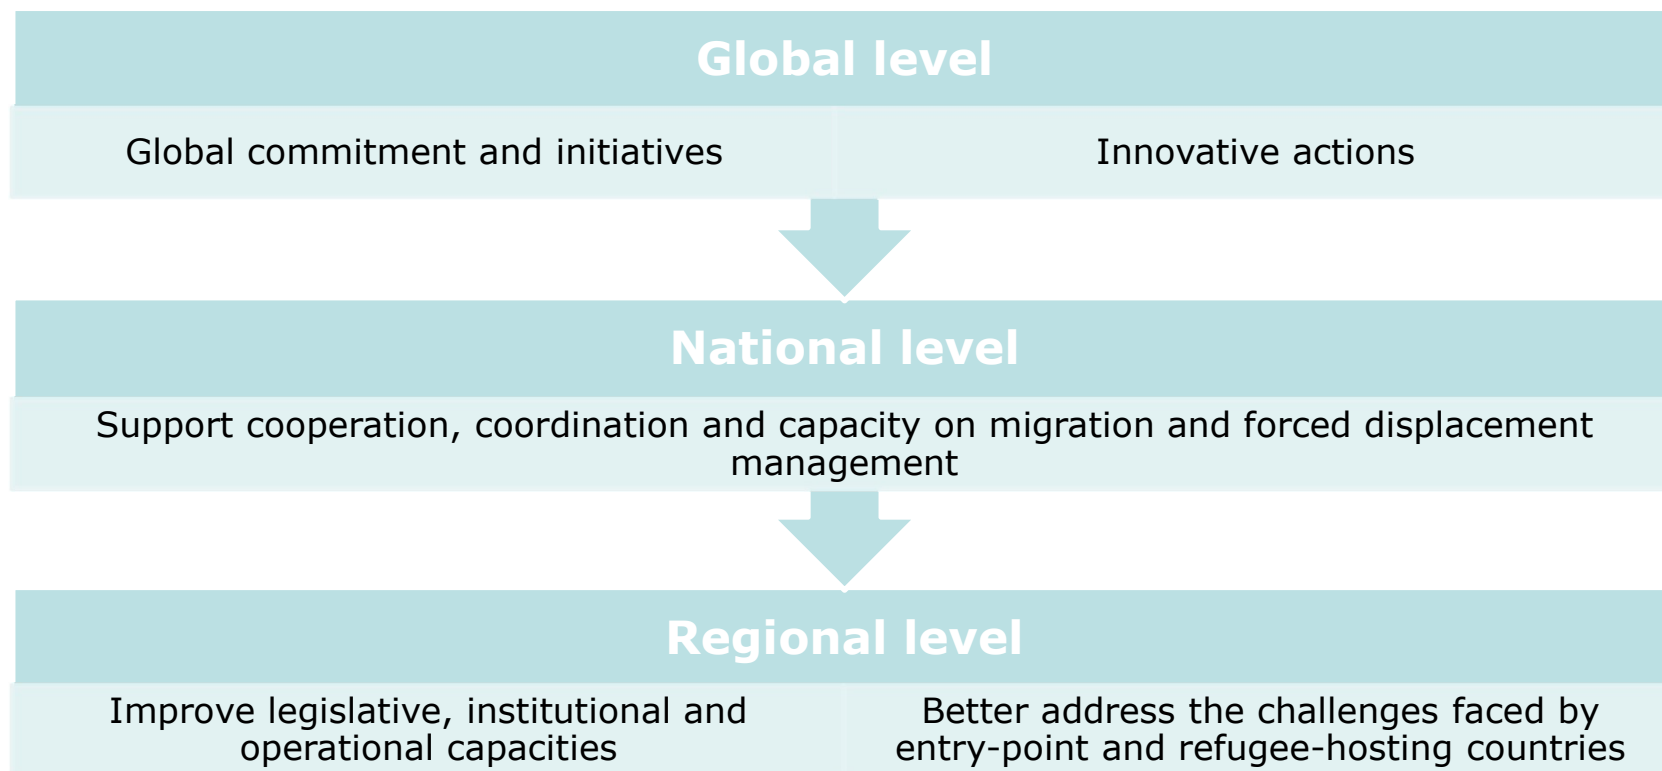 Global level
Global commitment and initiatives
Innovative actions
National level
Support cooperation, coordination and capacity on migration and forced displacement
management
Regional level
Improve legislative, institutional and
operational capacities
Better address the challenges faced by
entry-point and refugee-hosting countries